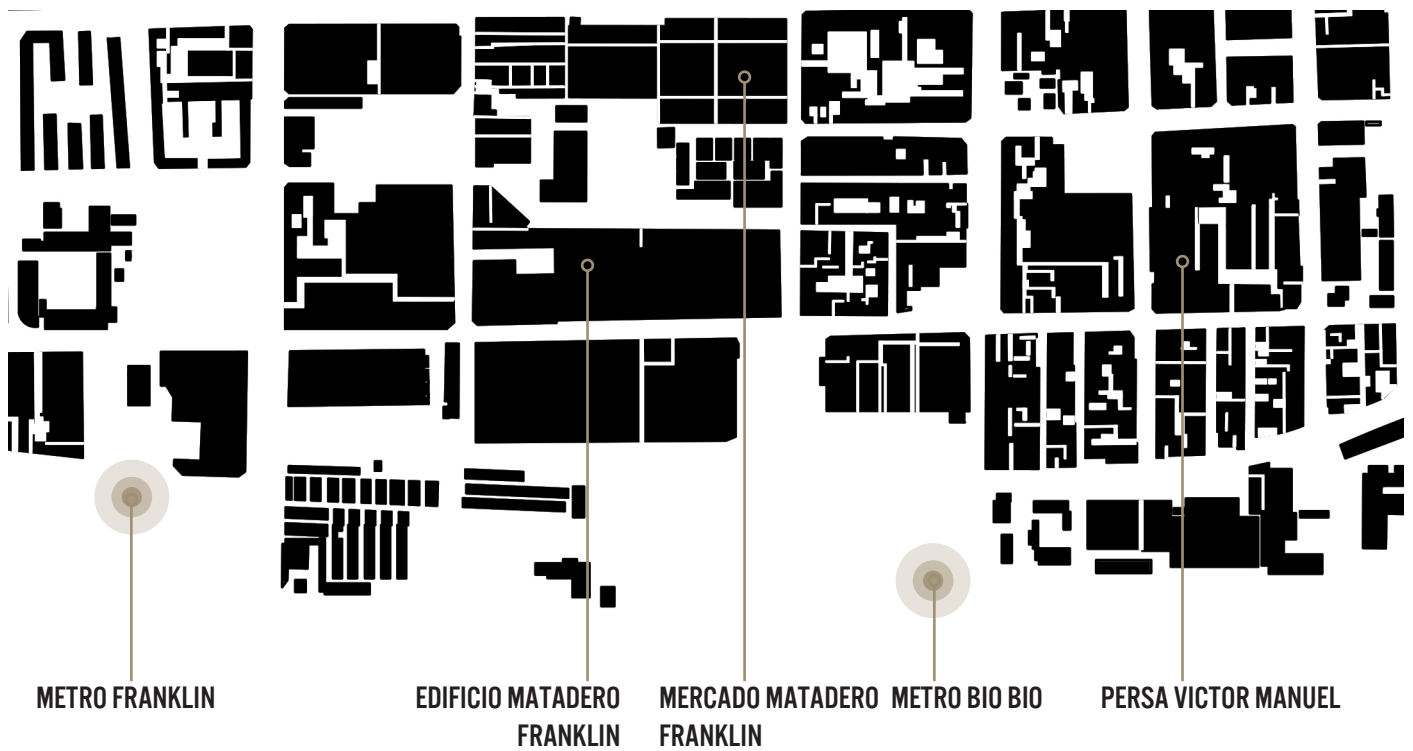 METRO FRANKLIN
EDIFICIO MATADERO
FRANKLIN
MERCADO MATADERO
FRANKLIN
METRO BIO BIO
PERSA VICTOR MANUEL